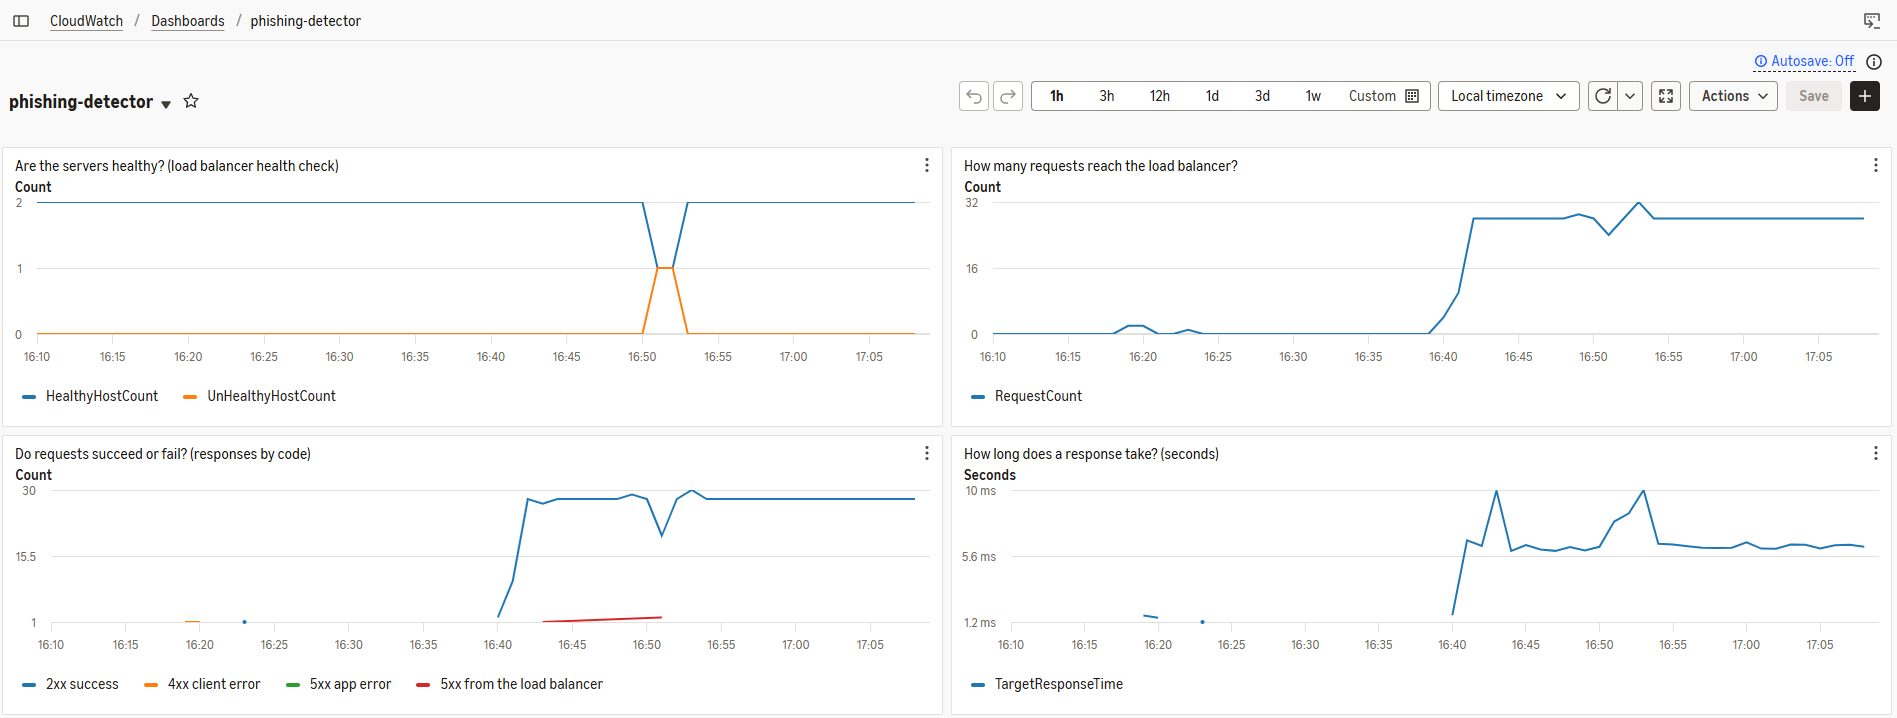 CloudWatch / Dashboards / phishing-detector
Autosave: Off
phishing-detector
1h 3h 12h 1d 3d 1w Custom Local timezone Actions Save
Are the servers healthy? (load balancer health check)
Count
2
1
0
16:10 16:15 16:20 16:25 16:30 16:35 16:40 16:45 16:50 16:55 17:00 17:05
HealthyHostCount UnHealthyHostCount
How many requests reach the load balancer?
Count
32
16
0
16:10 16:15 16:20 16:25 16:30 16:35 16:40 16:45 16:50 16:55 17:00 17:05
RequestCount
Do requests succeed or fail? (responses by code)
Count
30
15.5
1
16:10 16:15 16:20 16:25 16:30 16:35 16:40 16:45 16:50 16:55 17:00 17:05
2xx success 4xx client error 5xx app error 5xx from the load balancer
How long does a response take? (seconds)
Seconds
10 ms
5.6 ms
1.2 ms
16:10 16:15 16:20 16:25 16:30 16:35 16:40 16:45 16:50 16:55 17:00 17:05
TargetResponseTime